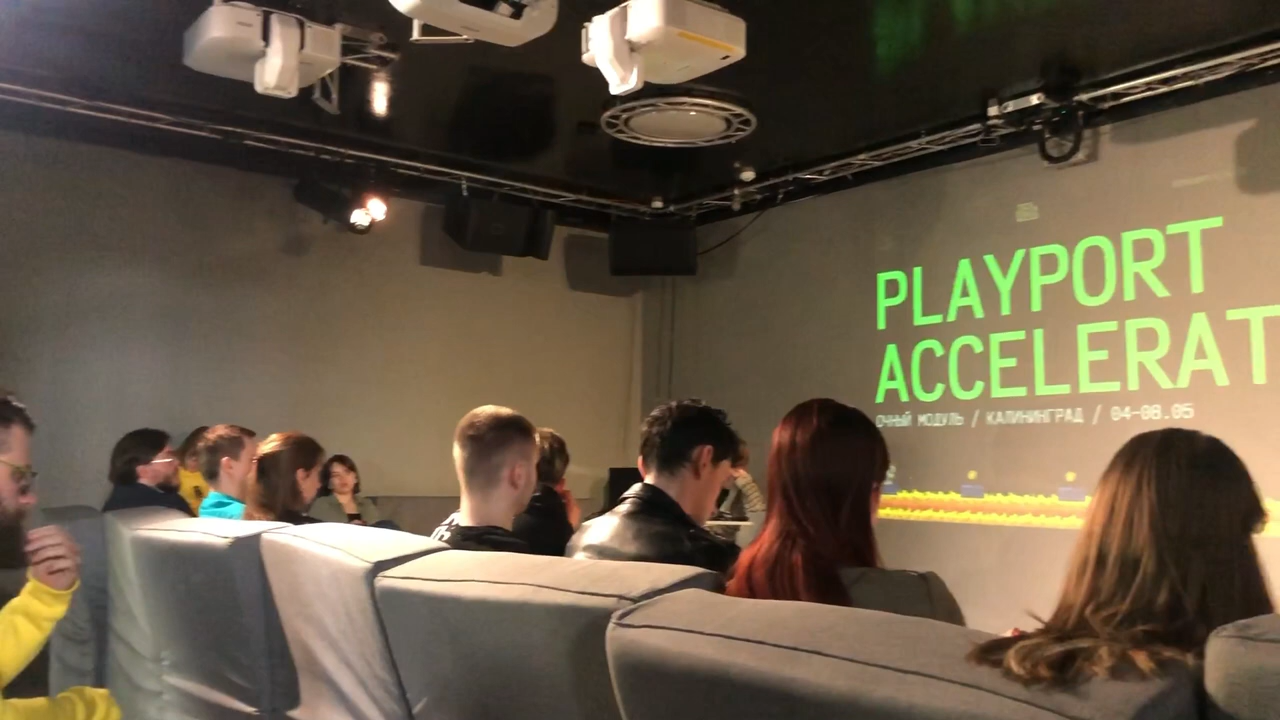 PLAYPORT
ACCELERAT
ОЧНЫЙ МОДУЛЬ / КАЛИНИНГРАД / 04-08.05